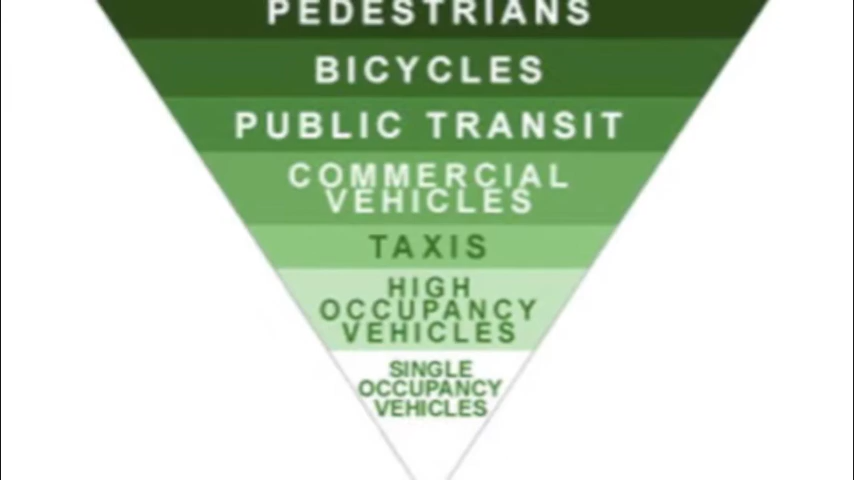 PEDESTRIANS
BICYCLES
PUBLIC TRANSIT
COMMERCIAL
VEHICLES
TAXIS
HIGH
OCCUPANCY
VEHICLES
SINGLE
OCCUPANCY
VEHICLES